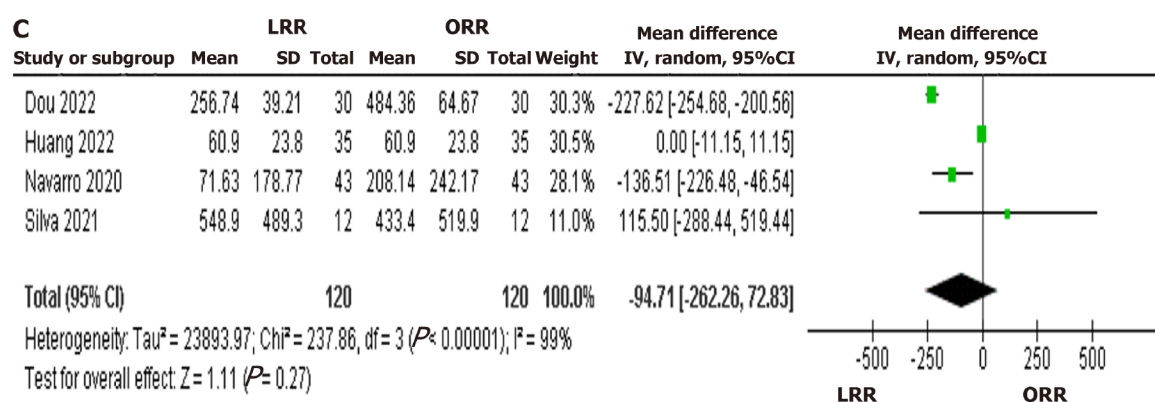 C LRR ORR Mean difference Mean difference
Study or subgroup Mean SD Total Mean SD Total Weight IV, random, 95%CI IV, random, 95%CI
Dou 2022 256.74 39.21 30 484.36 64.67 30 30.3% -227.62 [-254.68, -200.56]
Huang 2022 60.9 23.8 35 60.9 23.8 35 30.5% 0.00 [-11.15, 11.15]
Navarro 2020 71.63 178.77 43 208.14 242.17 43 28.1% -136.51 [-226.48, -46.54]
Silva 2021 548.9 489.3 12 433.4 519.9 12 11.0% 115.50 [-288.44, 519.44]
Total (95% CI) 120 120 100.0% -94.71 [-262.26, 72.83]
Heterogeneity: Tau² = 23893.97; Chi² = 237.86, df = 3 (P < 0.00001); I² = 99%
Test for overall effect: Z = 1.11 (P = 0.27)
-500 -250 0 250 500
LRR ORR